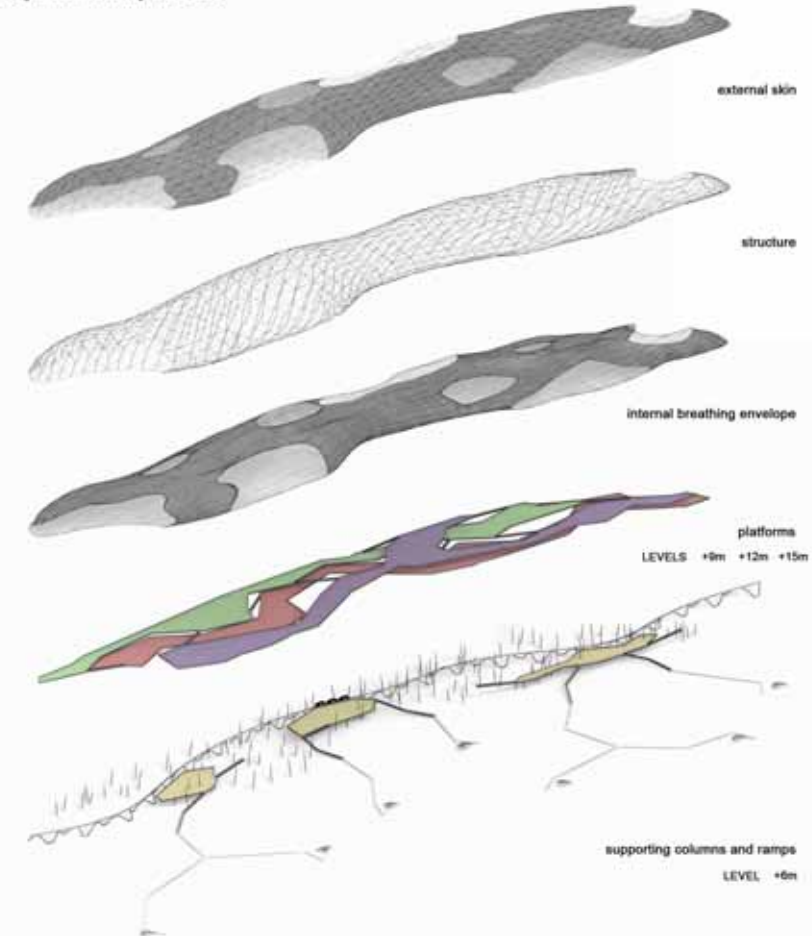 external skin
structure
internal breathing envelope
platforms
LEVELS +9m +12m +15m
supporting columns and ramps
LEVEL +6m